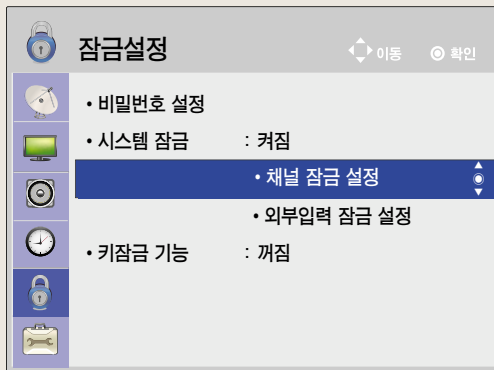 잠금설정 이동 확인
• 비밀번호 설정
• 시스템 잠금 : 켜짐
• 채널 잠금 설정
• 외부입력 잠금 설정
• 키잠금 기능 : 꺼짐